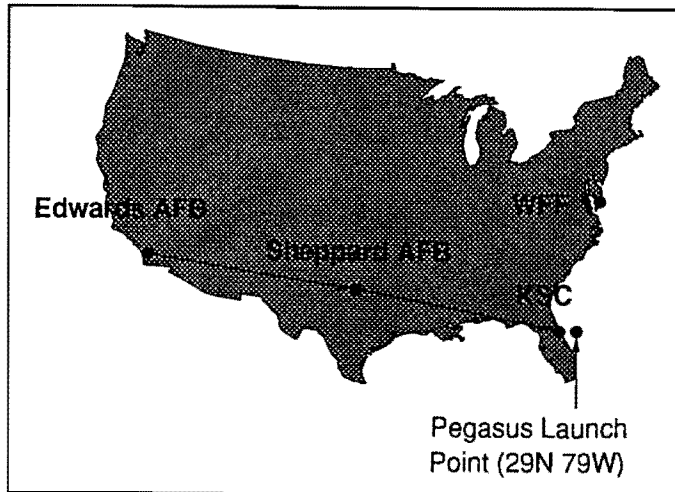 Edwards AFB
WFF
Sheppard AFB
KSC
Pegasus Launch
Point (29N 79W)